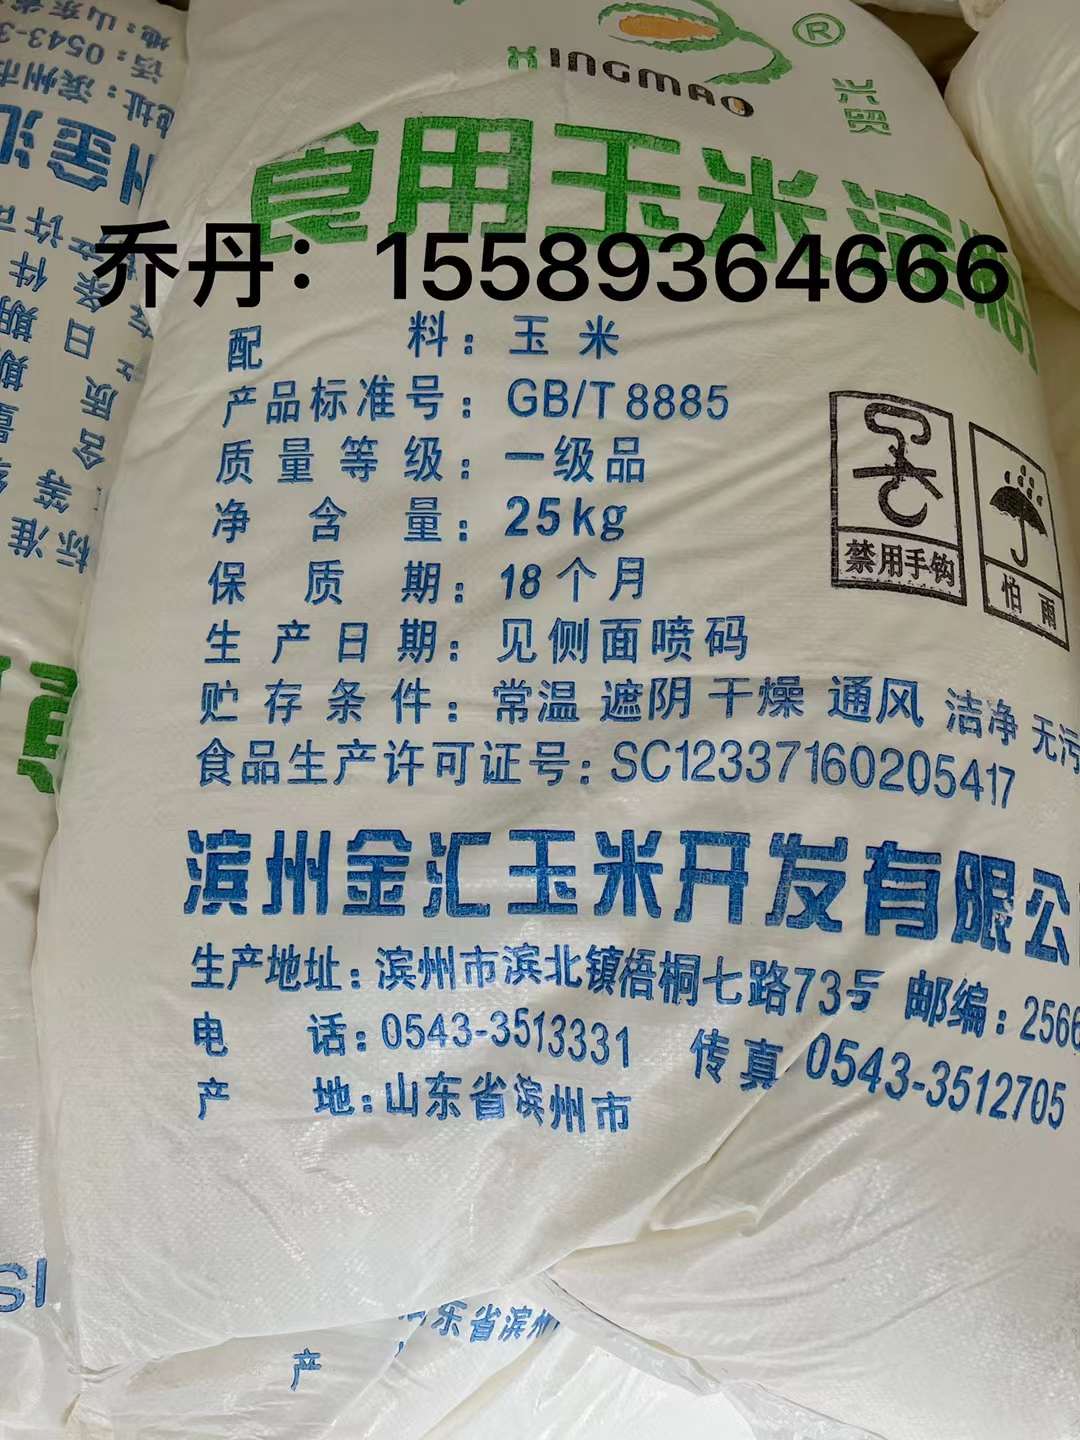 XINGMAO
®
兴贸
食用玉米淀粉
乔丹：15589364666
配料：玉米
产品标准号：GB/T 8885
质量等级：一级品
净含量：25kg
保质期：18个月
生产日期：见侧面喷码
贮存条件：常温 遮阴 干燥 通风 洁净 无污
食品生产许可证号：SC12337160205417
禁用手钩
怕雨
滨州金汇玉米开发有限公
生产地址：滨州市滨北镇梧桐七路73号 邮编：2566
电话：0543-3513331 传真 0543-3512705
产地：山东省滨州市
东省滨州
产